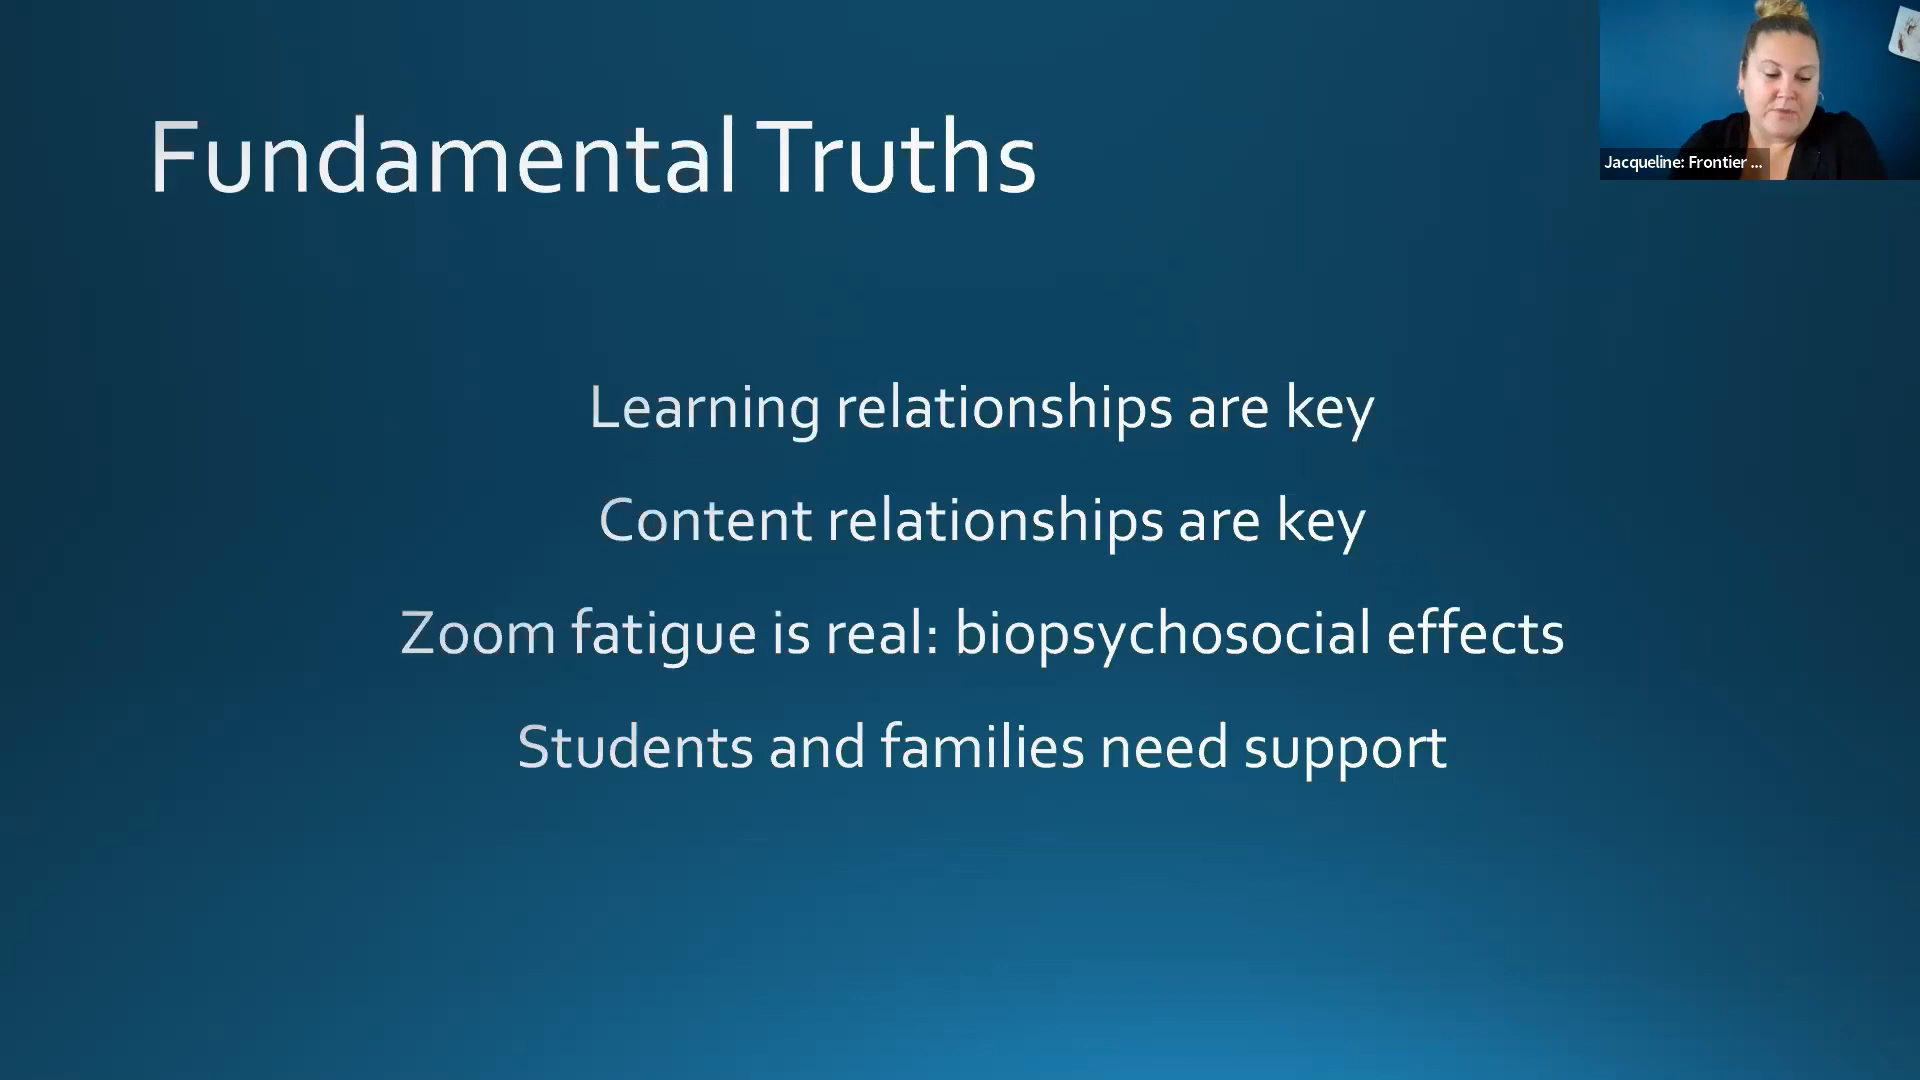 Fundamental Truths
Jacqueline: Frontier ...
Learning relationships are key
Content relationships are key
Zoom fatigue is real: biopsychosocial effects
Students and families need support